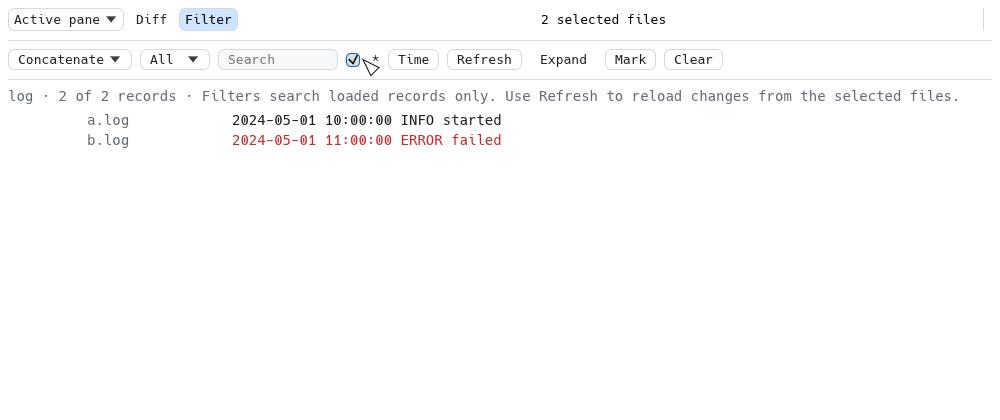 Active pane Diff Filter 2 selected files
Concatenate All Search .* Time Refresh Expand Mark Clear
log · 2 of 2 records · Filters search loaded records only. Use Refresh to reload changes from the selected files.
a.log 2024-05-01 10:00:00 INFO started
b.log 2024-05-01 11:00:00 ERROR failed